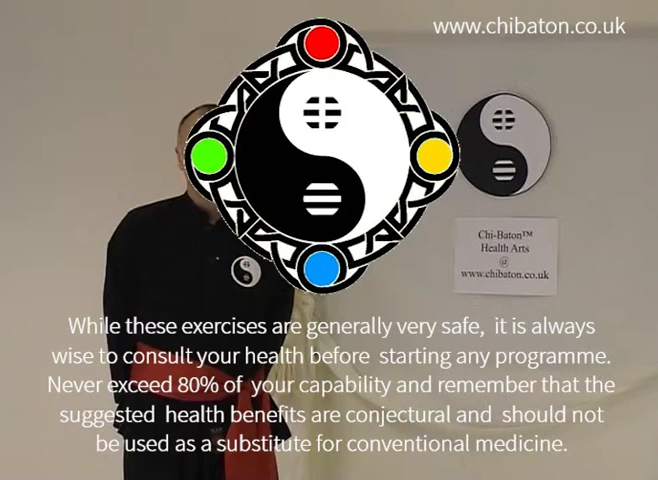 www.chibaton.co.uk
Chi-Baton™
Health Arts
@
www.chibaton.co.uk
While these exercises are generally very safe, it is always
wise to consult your health before starting any programme.
Never exceed 80% of your capability and remember that the
suggested health benefits are conjectural and should not
be used as a substitute for conventional medicine.